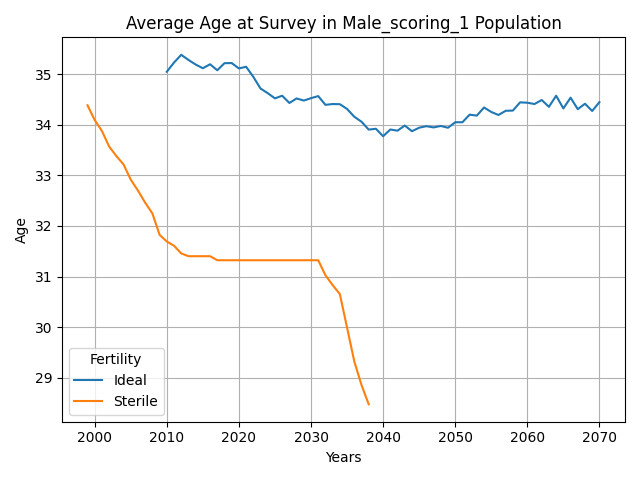 Average Age at Survey in Male_scoring_1 Population
Age
35
34
33
32
31
30
29
Fertility
Ideal
Sterile
2000 2010 2020 2030 2040 2050 2060 2070
Years